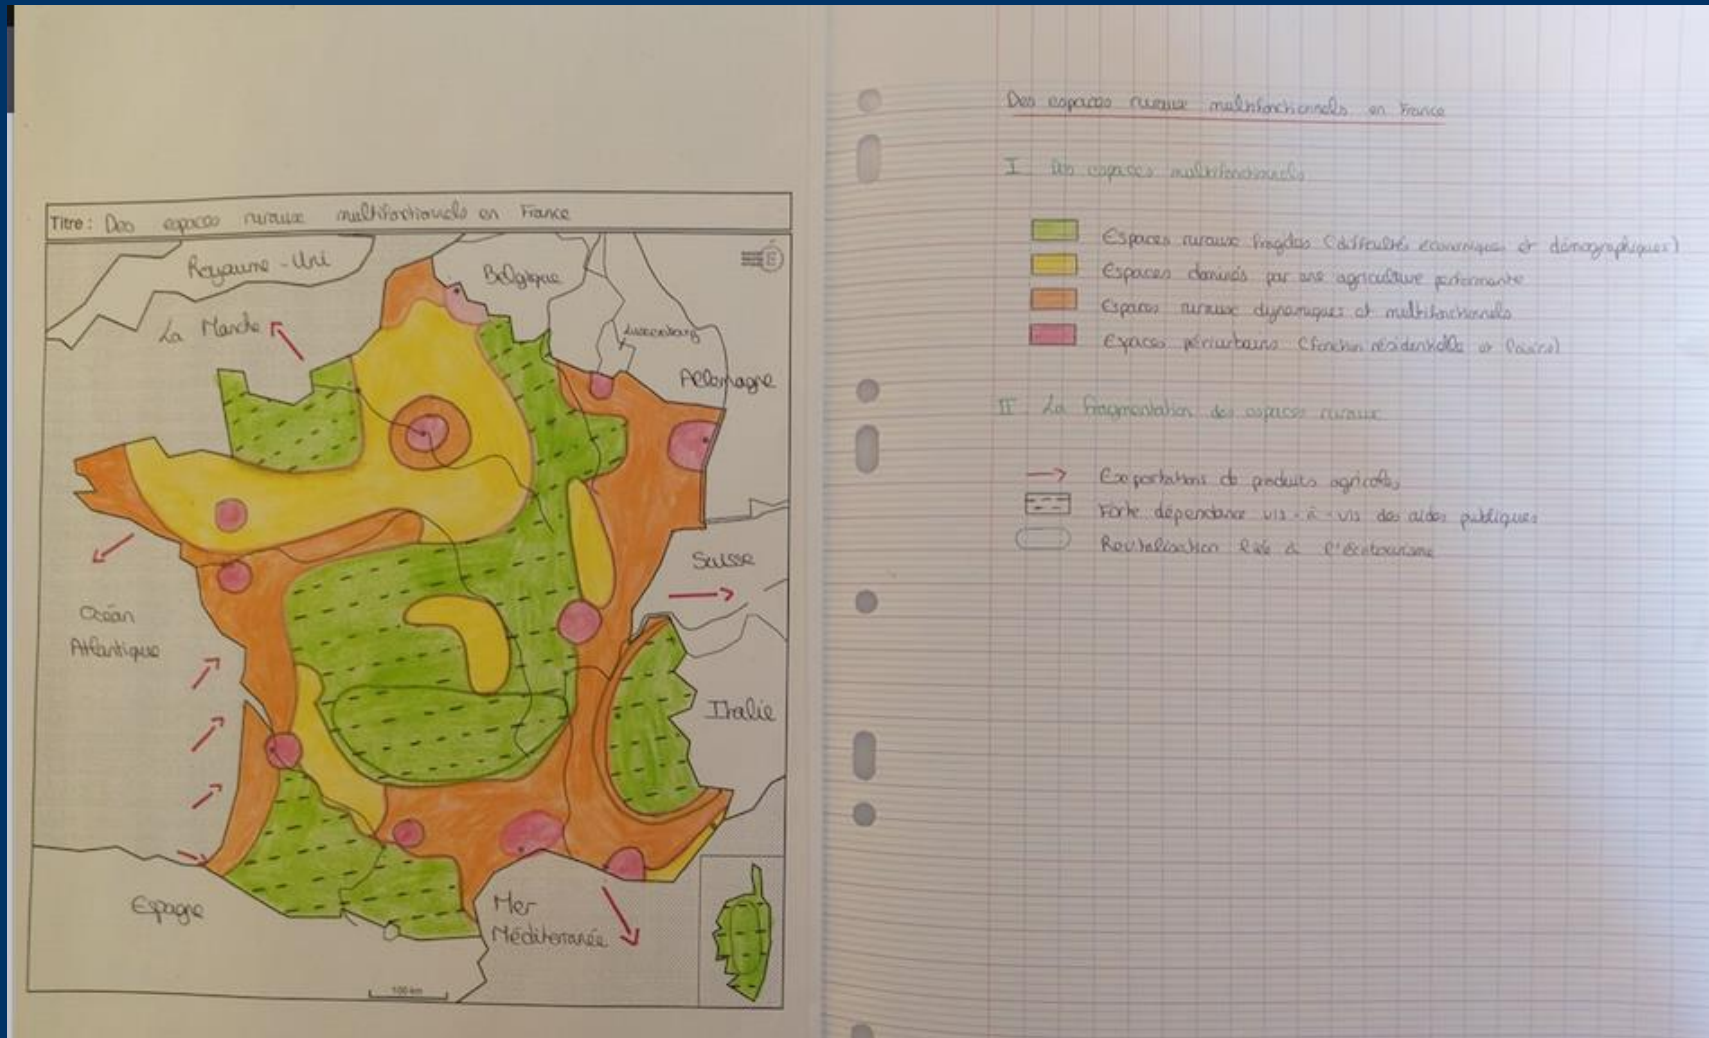 Titre : Des espaces ruraux multifonctionnels en France
Royaume-Uni
Belgique
La Manche
Luxembourg
Allemagne
Suisse
Océan
Atlantique
Italie
Espagne
Mer
Méditerranée
100 km
Des espaces ruraux multifonctionnels en France
I Des espaces multifonctionnels
Espaces ruraux fragiles (difficultés économiques et démographiques)
Espaces dominés par une agriculture performante
Espaces ruraux dynamiques et multifonctionnels
Espaces périurbains (fonction résidentielle et loisirs)
II La fragmentation des espaces ruraux
Exportations de produits agricoles
Forte dépendance vis-à-vis des aides publiques
Revitalisation liée à l'écotourisme